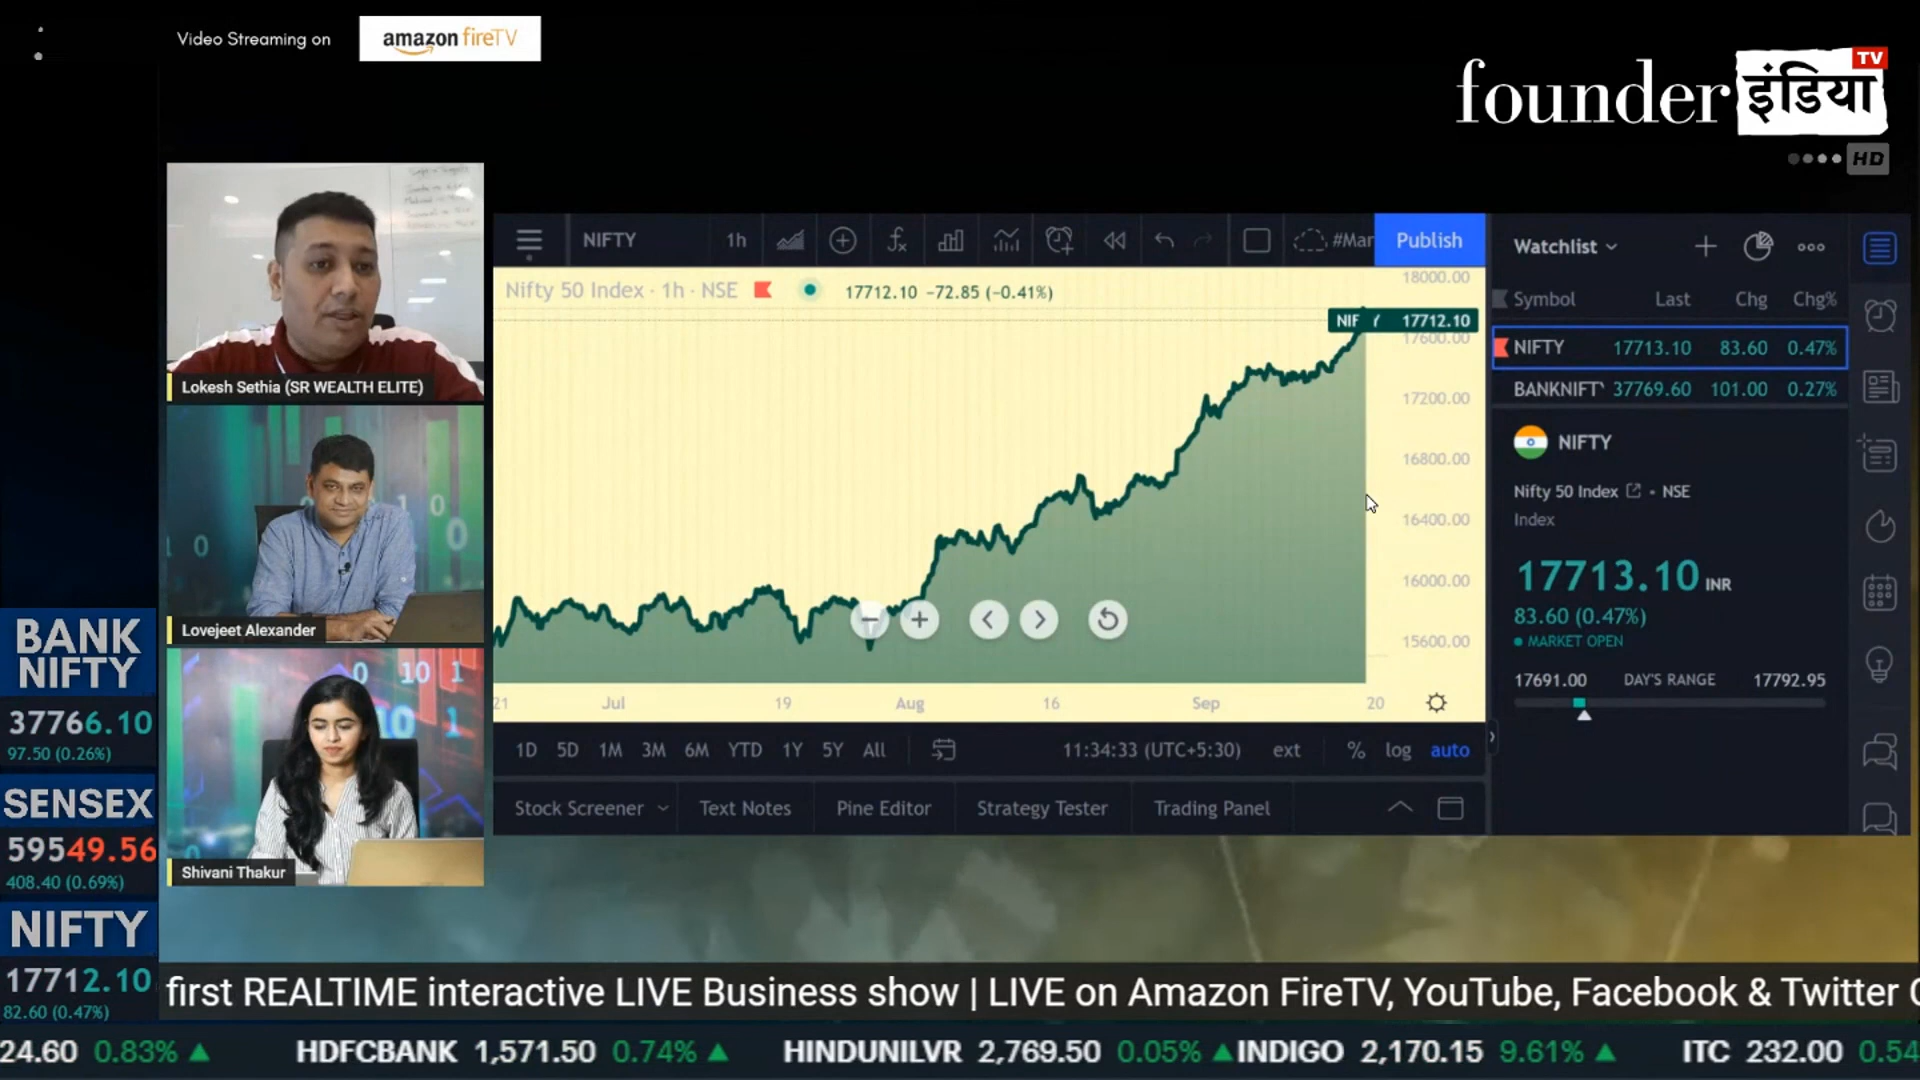 Video Streaming on
amazon fireTV
founder इंडिया TV
HD
Lokesh Sethia (SR WEALTH ELITE)
Lovejeet Alexander
Shivani Thakur
BANK
NIFTY
37766.10
97.50 (0.26%)
SENSEX
59549.56
408.40 (0.69%)
NIFTY
17712.10
82.60 (0.47%)
NIFTY 1h #Mar Publish
Nifty 50 Index · 1h · NSE 17712.10 −72.85 (−0.41%)
18000.00
NIF Y 17712.10
17600.00
17200.00
16800.00
16400.00
16000.00
15600.00
21 Jul 19 Aug 16 Sep 20
1D 5D 1M 3M 6M YTD 1Y 5Y All 11:34:33 (UTC+5:30) ext % log auto
Stock Screener Text Notes Pine Editor Strategy Tester Trading Panel
Watchlist
Symbol Last Chg Chg%
NIFTY 17713.10 83.60 0.47%
BANKNIFTY 37769.60 101.00 0.27%
NIFTY
Nifty 50 Index • NSE
Index
17713.10 INR
83.60 (0.47%)
MARKET OPEN
17691.00 DAY'S RANGE 17792.95
first REALTIME interactive LIVE Business show | LIVE on Amazon FireTV, YouTube, Facebook & Twitter
24.60 0.83% ▲ HDFCBANK 1,571.50 0.74% ▲ HINDUNILVR 2,769.50 0.05% ▲ INDIGO 2,170.15 9.61% ▲ ITC 232.00 0.54